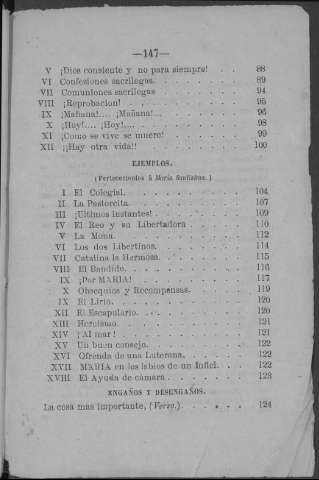 —147—
V ¡Dios consiente y no para siempre! . . 88
VI Confesiones sacrílegas. . . . . . 89
VII Comuniones sacrílegas . . . . . 94
VIII ¡Reprobacion! . . . . . . . 95
IX ¡Mañana!.... ¡Mañana!.. . . . . 96
X ¡Hoy!.... ¡Hoy!.... . . . . . 98
XI ¡Como se vive se muere! . . . . 99
XII ¡¡Hay otra vida!! . . . . . . 100
EJEMPLOS.
(Pertenecientes á María Santísima.)
I El Colegial. . . . . . . . 104
II La Pastorcita. . . . . . . 107
III ¡Ultimos instantes! . . . . . 109
IV El Reo y su Libertadora . . . . 110
V La Mona. . . . . . . . 112
VI Los dos Libertinos. . . . . . 114
VII Catalina la Hermosa. . . . . . 115
VIII El Bandido. . . . . . . . 116
IX ¡Por MARIA! . . . . . . . 117
X Obsequios y Recompensas. . . . . 119
IX El Lirio. . . . . . . . . 120
XII El Escapulario. . . . . . . 120
XIII Heroismo. . . . . . . . 121
XIV ¡Al mar! . . . . . . . . 121
XV Un buen consejo. . . . . . . 122
XVI Ofrenda de una Luterana. . . . . 122
XVII MARIA en los labios de un Infiel. . . 122
XVIII El Ayuda de cámara . . . . . 123
ENGAÑOS Y DESENGAÑOS.
La cosa mas importante, (Verso.). . . . . 124